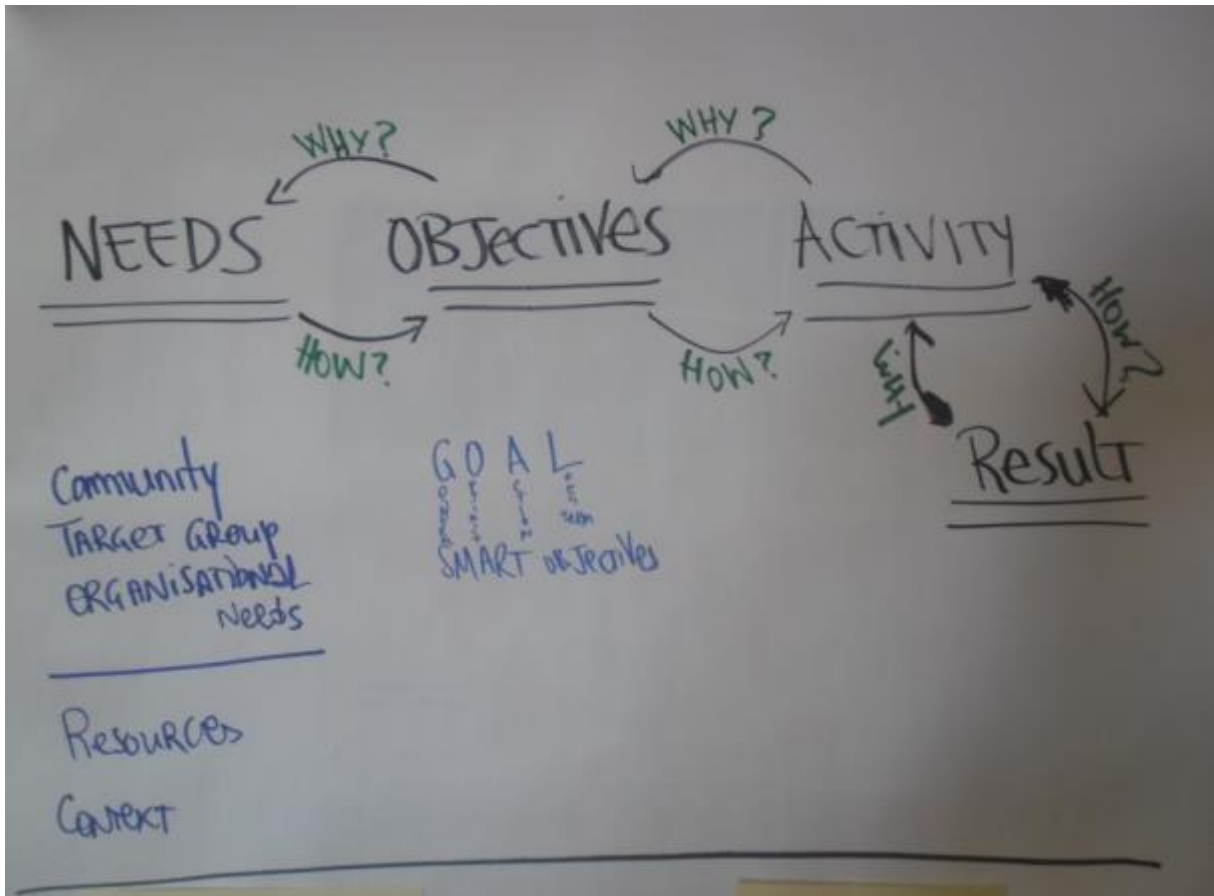 WHY? WHY?
NEEDS OBJECTIVES ACTIVITY
HOW? HOW? WHY? HOW?
Result
Community
TARGET GROUP
ORGANISATIONAL
Needs
G O A L
SMART OBJECTIVES
Resources
Context